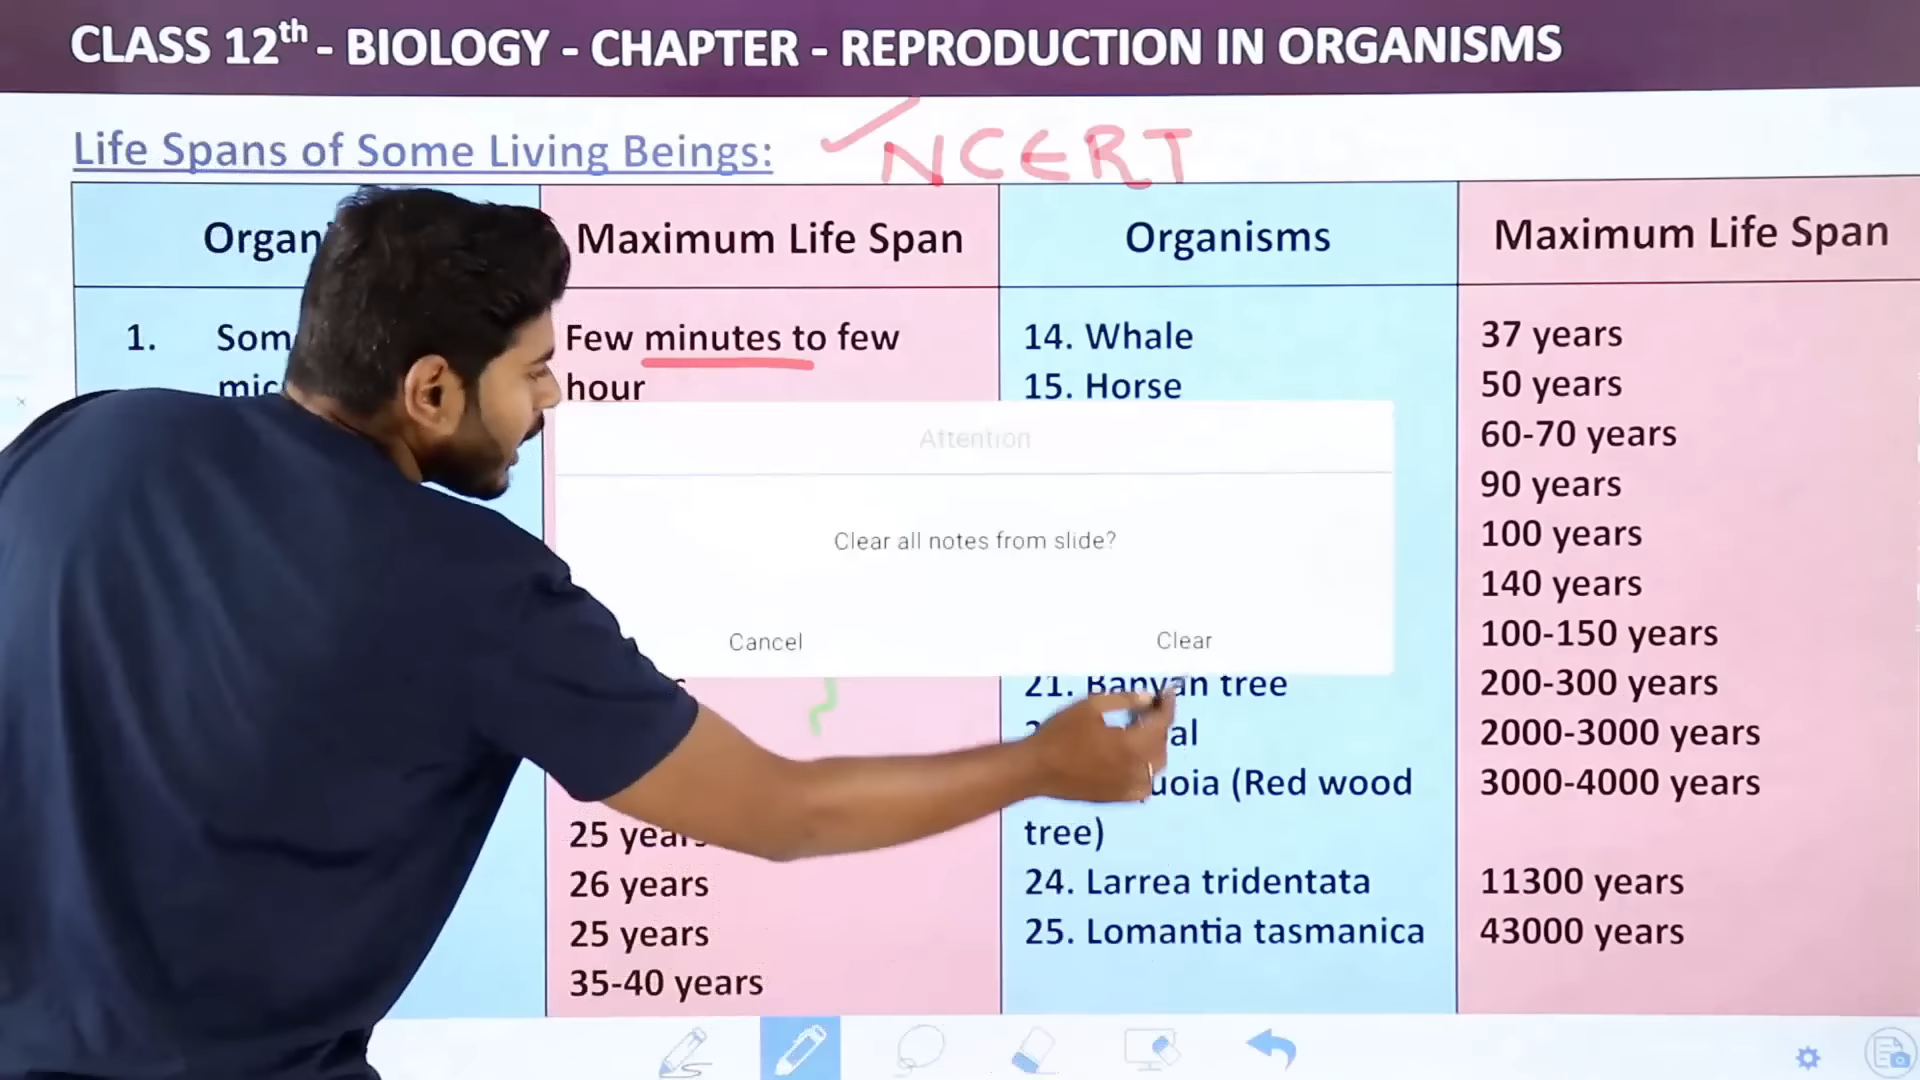 CLASS 12th - BIOLOGY - CHAPTER - REPRODUCTION IN ORGANISMS
Life Spans of Some Living Beings:
NCERT
Maximum Life Span
Organisms
Maximum Life Span
1.
Few minutes to few
hour
25 years
26 years
25 years
35-40 years
14. Whale
15. Horse
21. Banyan tree
(Red wood
tree)
24. Larrea tridentata
25. Lomantia tasmanica
37 years
50 years
60-70 years
90 years
100 years
140 years
100-150 years
200-300 years
2000-3000 years
3000-4000 years
11300 years
43000 years
Attention
Clear all notes from slide?
Cancel
Clear